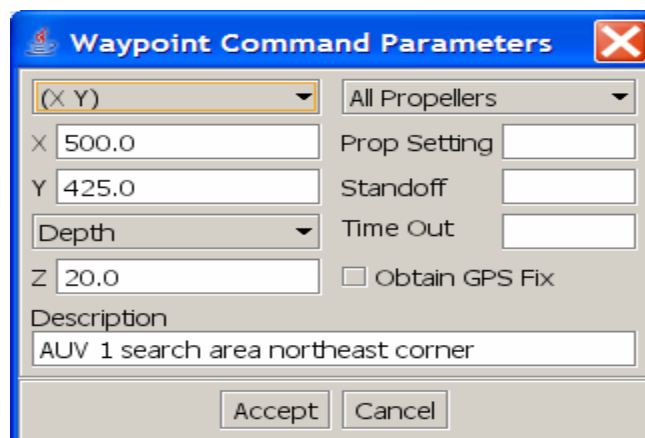 Waypoint Command Parameters
(X Y)
All Propellers
X 500.0
Prop Setting
Y 425.0
Standoff
Depth
Time Out
Z 20.0
Obtain GPS Fix
Description
AUV 1 search area northeast corner
Accept
Cancel